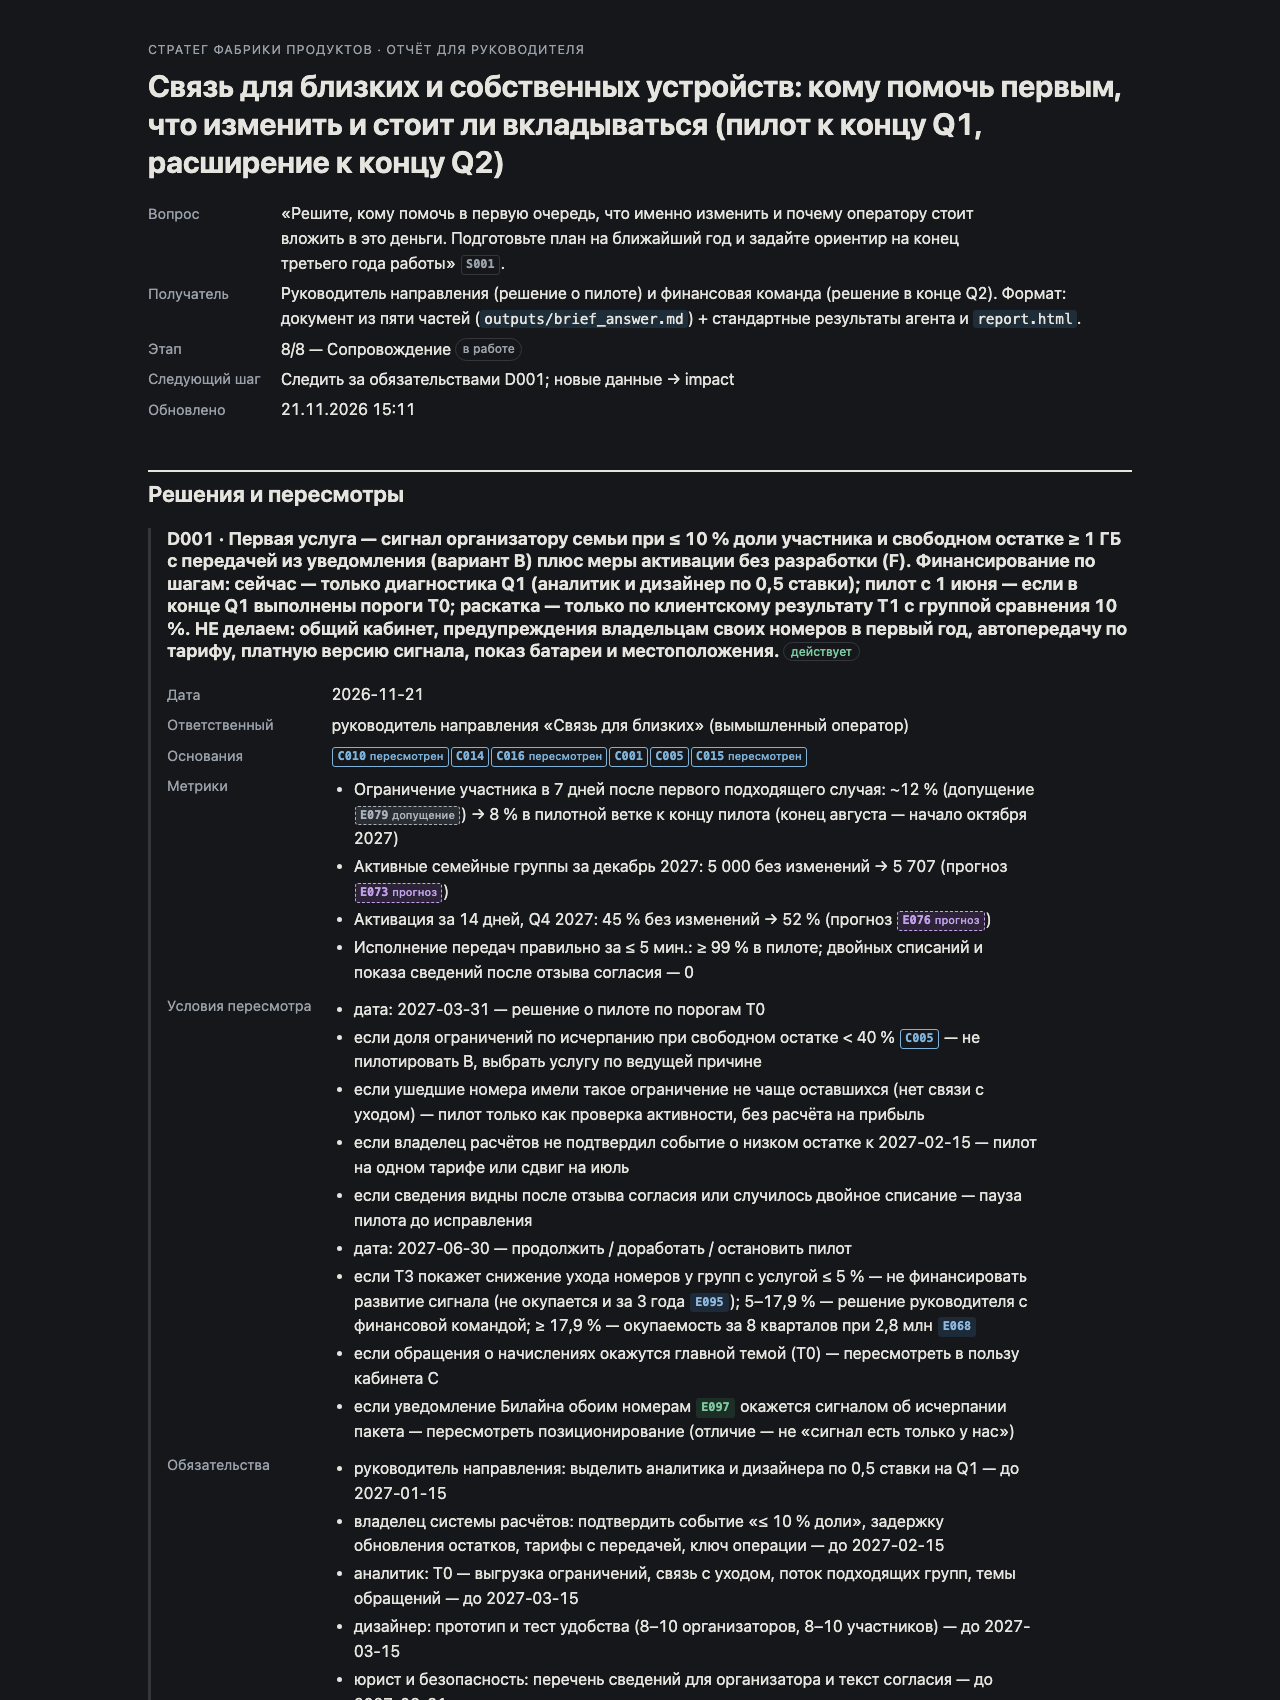 СТРАТЕГ ФАБРИКИ ПРОДУКТОВ · ОТЧЁТ ДЛЯ РУКОВОДИТЕЛЯ
Связь для близких и собственных устройств: кому помочь первым,
что изменить и стоит ли вкладываться (пилот к концу Q1,
расширение к концу Q2)
Вопрос
«Решите, кому помочь в первую очередь, что именно изменить и почему оператору стоит
вложить в это деньги. Подготовьте план на ближайший год и задайте ориентир на конец
третьего года работы» S001.
Получатель
Руководитель направления (решение о пилоте) и финансовая команда (решение в конце Q2). Формат:
документ из пяти частей (outputs/brief_answer.md) + стандартные результаты агента и report.html.
Этап
8/8 — Сопровождение в работе
Следующий шаг
Следить за обязательствами D001; новые данные → impact
Обновлено
21.11.2026 15:11
Решения и пересмотры
D001 · Первая услуга — сигнал организатору семьи при ≤ 10 % доли участника и свободном остатке ≥ 1 ГБ
с передачей из уведомления (вариант B) плюс меры активации без разработки (F). Финансирование по
шагам: сейчас — только диагностика Q1 (аналитик и дизайнер по 0,5 ставки); пилот с 1 июня — если в
конце Q1 выполнены пороги T0; раскатка — только по клиентскому результату T1 с группой сравнения 10
%. НЕ делаем: общий кабинет, предупреждения владельцам своих номеров в первый год, автопередачу по
тарифу, платную версию сигнала, показ батареи и местоположения. действует
Дата
2026-11-21
Ответственный
руководитель направления «Связь для близких» (вымышленный оператор)
Основания
C010 пересмотрен C014 C016 пересмотрен C001 C005 C015 пересмотрен
Метрики
• Ограничение участника в 7 дней после первого подходящего случая: ~12 % (допущение
E079 допущение) → 8 % в пилотной ветке к концу пилота (конец августа — начало октября
2027)
• Активные семейные группы за декабрь 2027: 5 000 без изменений → 5 707 (прогноз
E073 прогноз)
• Активация за 14 дней, Q4 2027: 45 % без изменений → 52 % (прогноз E076 прогноз)
• Исполнение передач правильно за ≤ 5 мин.: ≥ 99 % в пилоте; двойных списаний и
показа сведений после отзыва согласия — 0
Условия пересмотра
• дата: 2027-03-31 — решение о пилоте по порогам T0
• если доля ограничений по исчерпанию при свободном остатке < 40 % C005 — не
пилотировать B, выбрать услугу по ведущей причине
• если ушедшие номера имели такое ограничение не чаще оставшихся (нет связи с
уходом) — пилот только как проверка активности, без расчёта на прибыль
• если владелец расчётов не подтвердил событие о низком остатке к 2027-02-15 — пилот
на одном тарифе или сдвиг на июль
• если сведения видны после отзыва согласия или случилось двойное списание — пауза
пилота до исправления
• дата: 2027-06-30 — продолжить / доработать / остановить пилот
• если T3 покажет снижение ухода номеров у групп с услугой ≤ 5 % — не финансировать
развитие сигнала (не окупается и за 3 года E095); 5–17,9 % — решение руководителя с
финансовой командой; ≥ 17,9 % — окупаемость за 8 кварталов при 2,8 млн E068
• если обращения о начислениях окажутся главной темой (T0) — пересмотреть в пользу
кабинета C
• если уведомление Билайна обоим номерам E097 окажется сигналом об исчерпании
пакета — пересмотреть позиционирование (отличие — не «сигнал есть только у нас»)
Обязательства
• руководитель направления: выделить аналитика и дизайнера по 0,5 ставки на Q1 — до
2027-01-15
• владелец системы расчётов: подтвердить событие «≤ 10 % доли», задержку
обновления остатков, тарифы с передачей, ключ операции — до 2027-02-15
• аналитик: T0 — выгрузка ограничений, связь с уходом, поток подходящих групп, темы
обращений — до 2027-03-15
• дизайнер: прототип и тест удобства (8–10 организаторов, 8–10 участников) — до 2027-
03-15
• юрист и безопасность: перечень сведений для организатора и текст согласия — до